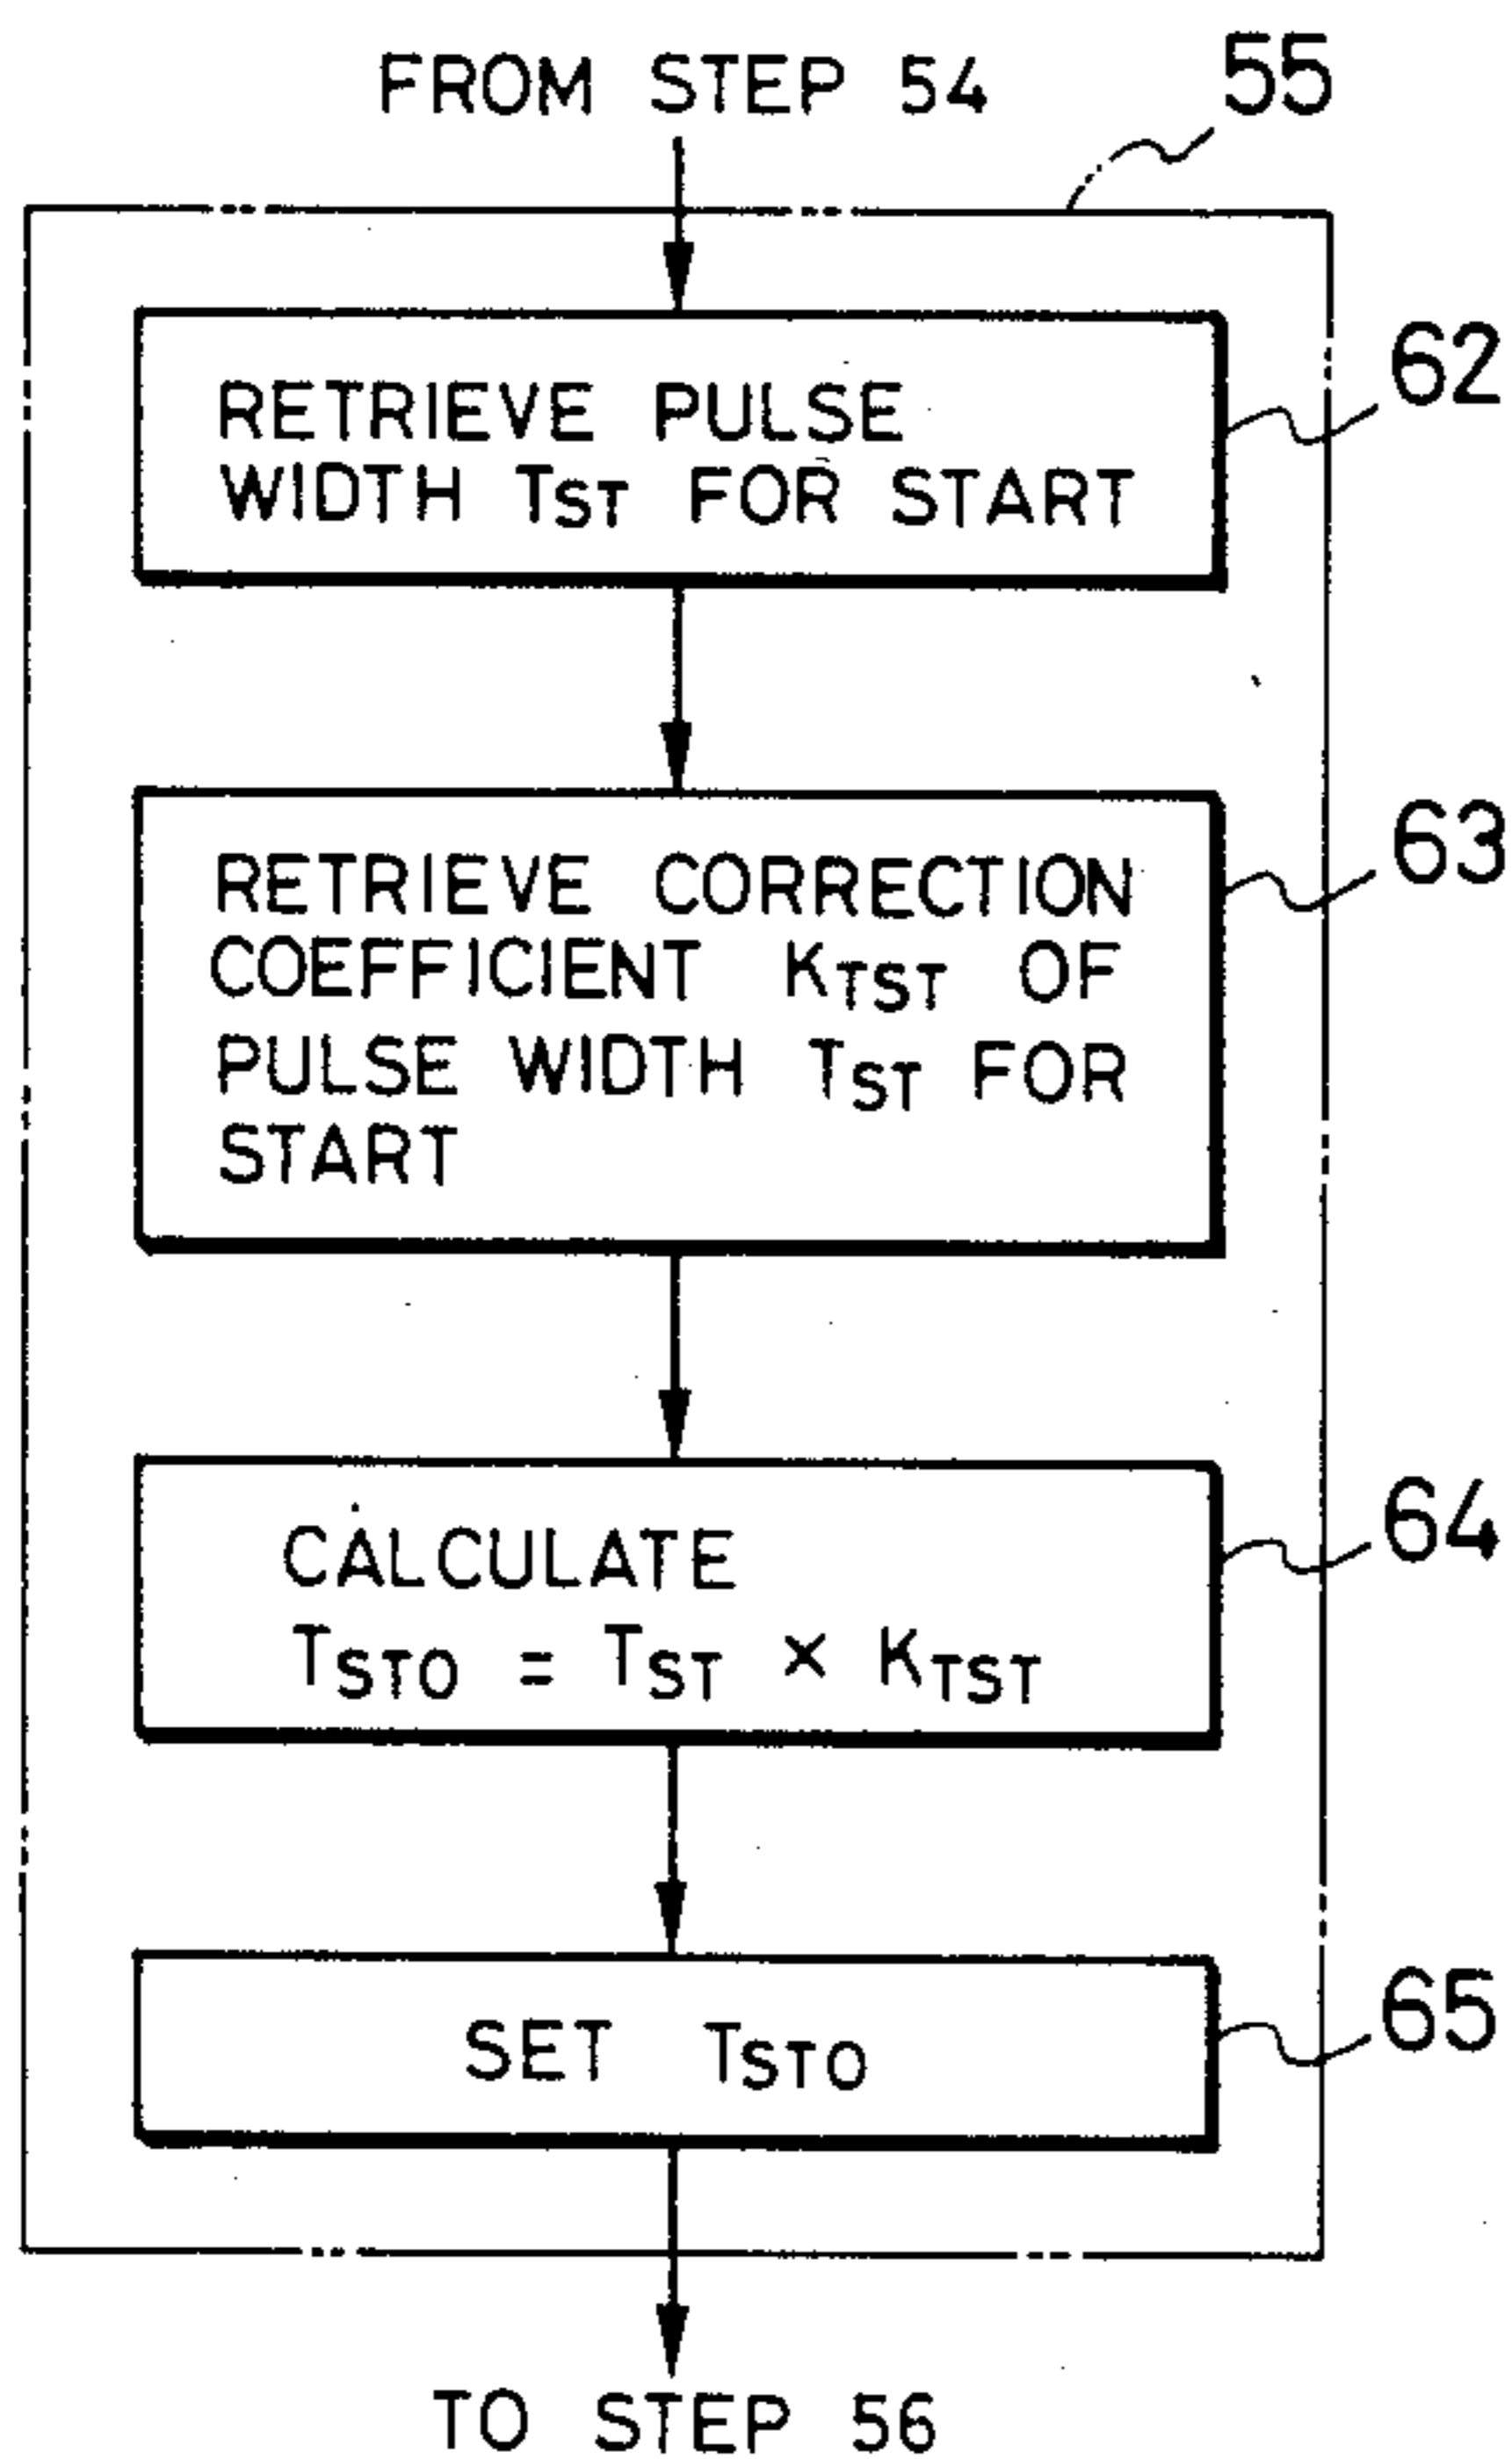 FROM STEP 54
55
RETRIEVE PULSE
WIDTH TST FOR START
62
RETRIEVE CORRECTION
COEFFICIENT KTST OF
PULSE WIDTH TST FOR
START
63
CALCULATE
TSTO = TST × KTST
64
SET TSTO
65
TO STEP 56